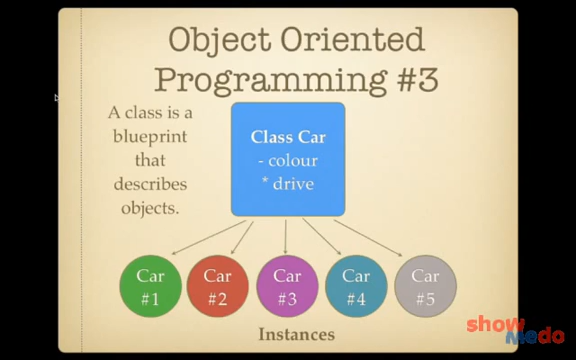 Object Oriented
Programming #3
A class is a
blueprint
that
describes
objects.
Class Car
- colour
* drive
Car
#1
Car
#2
Car
#3
Car
#4
Car
#5
Instances
show
medo